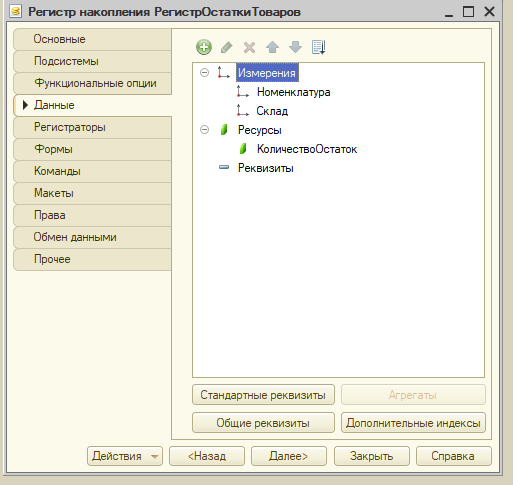 Регистр накопления РегистрОстаткиТоваров
Основные
Подсистемы
Функциональные опции
Данные
Регистраторы
Формы
Команды
Макеты
Права
Обмен данными
Прочее
Измерения
Номенклатура
Склад
Ресурсы
КоличествоОстаток
Реквизиты
Стандартные реквизиты
Агрегаты
Общие реквизиты
Дополнительные индексы
Действия
<Назад
Далее>
Закрыть
Справка